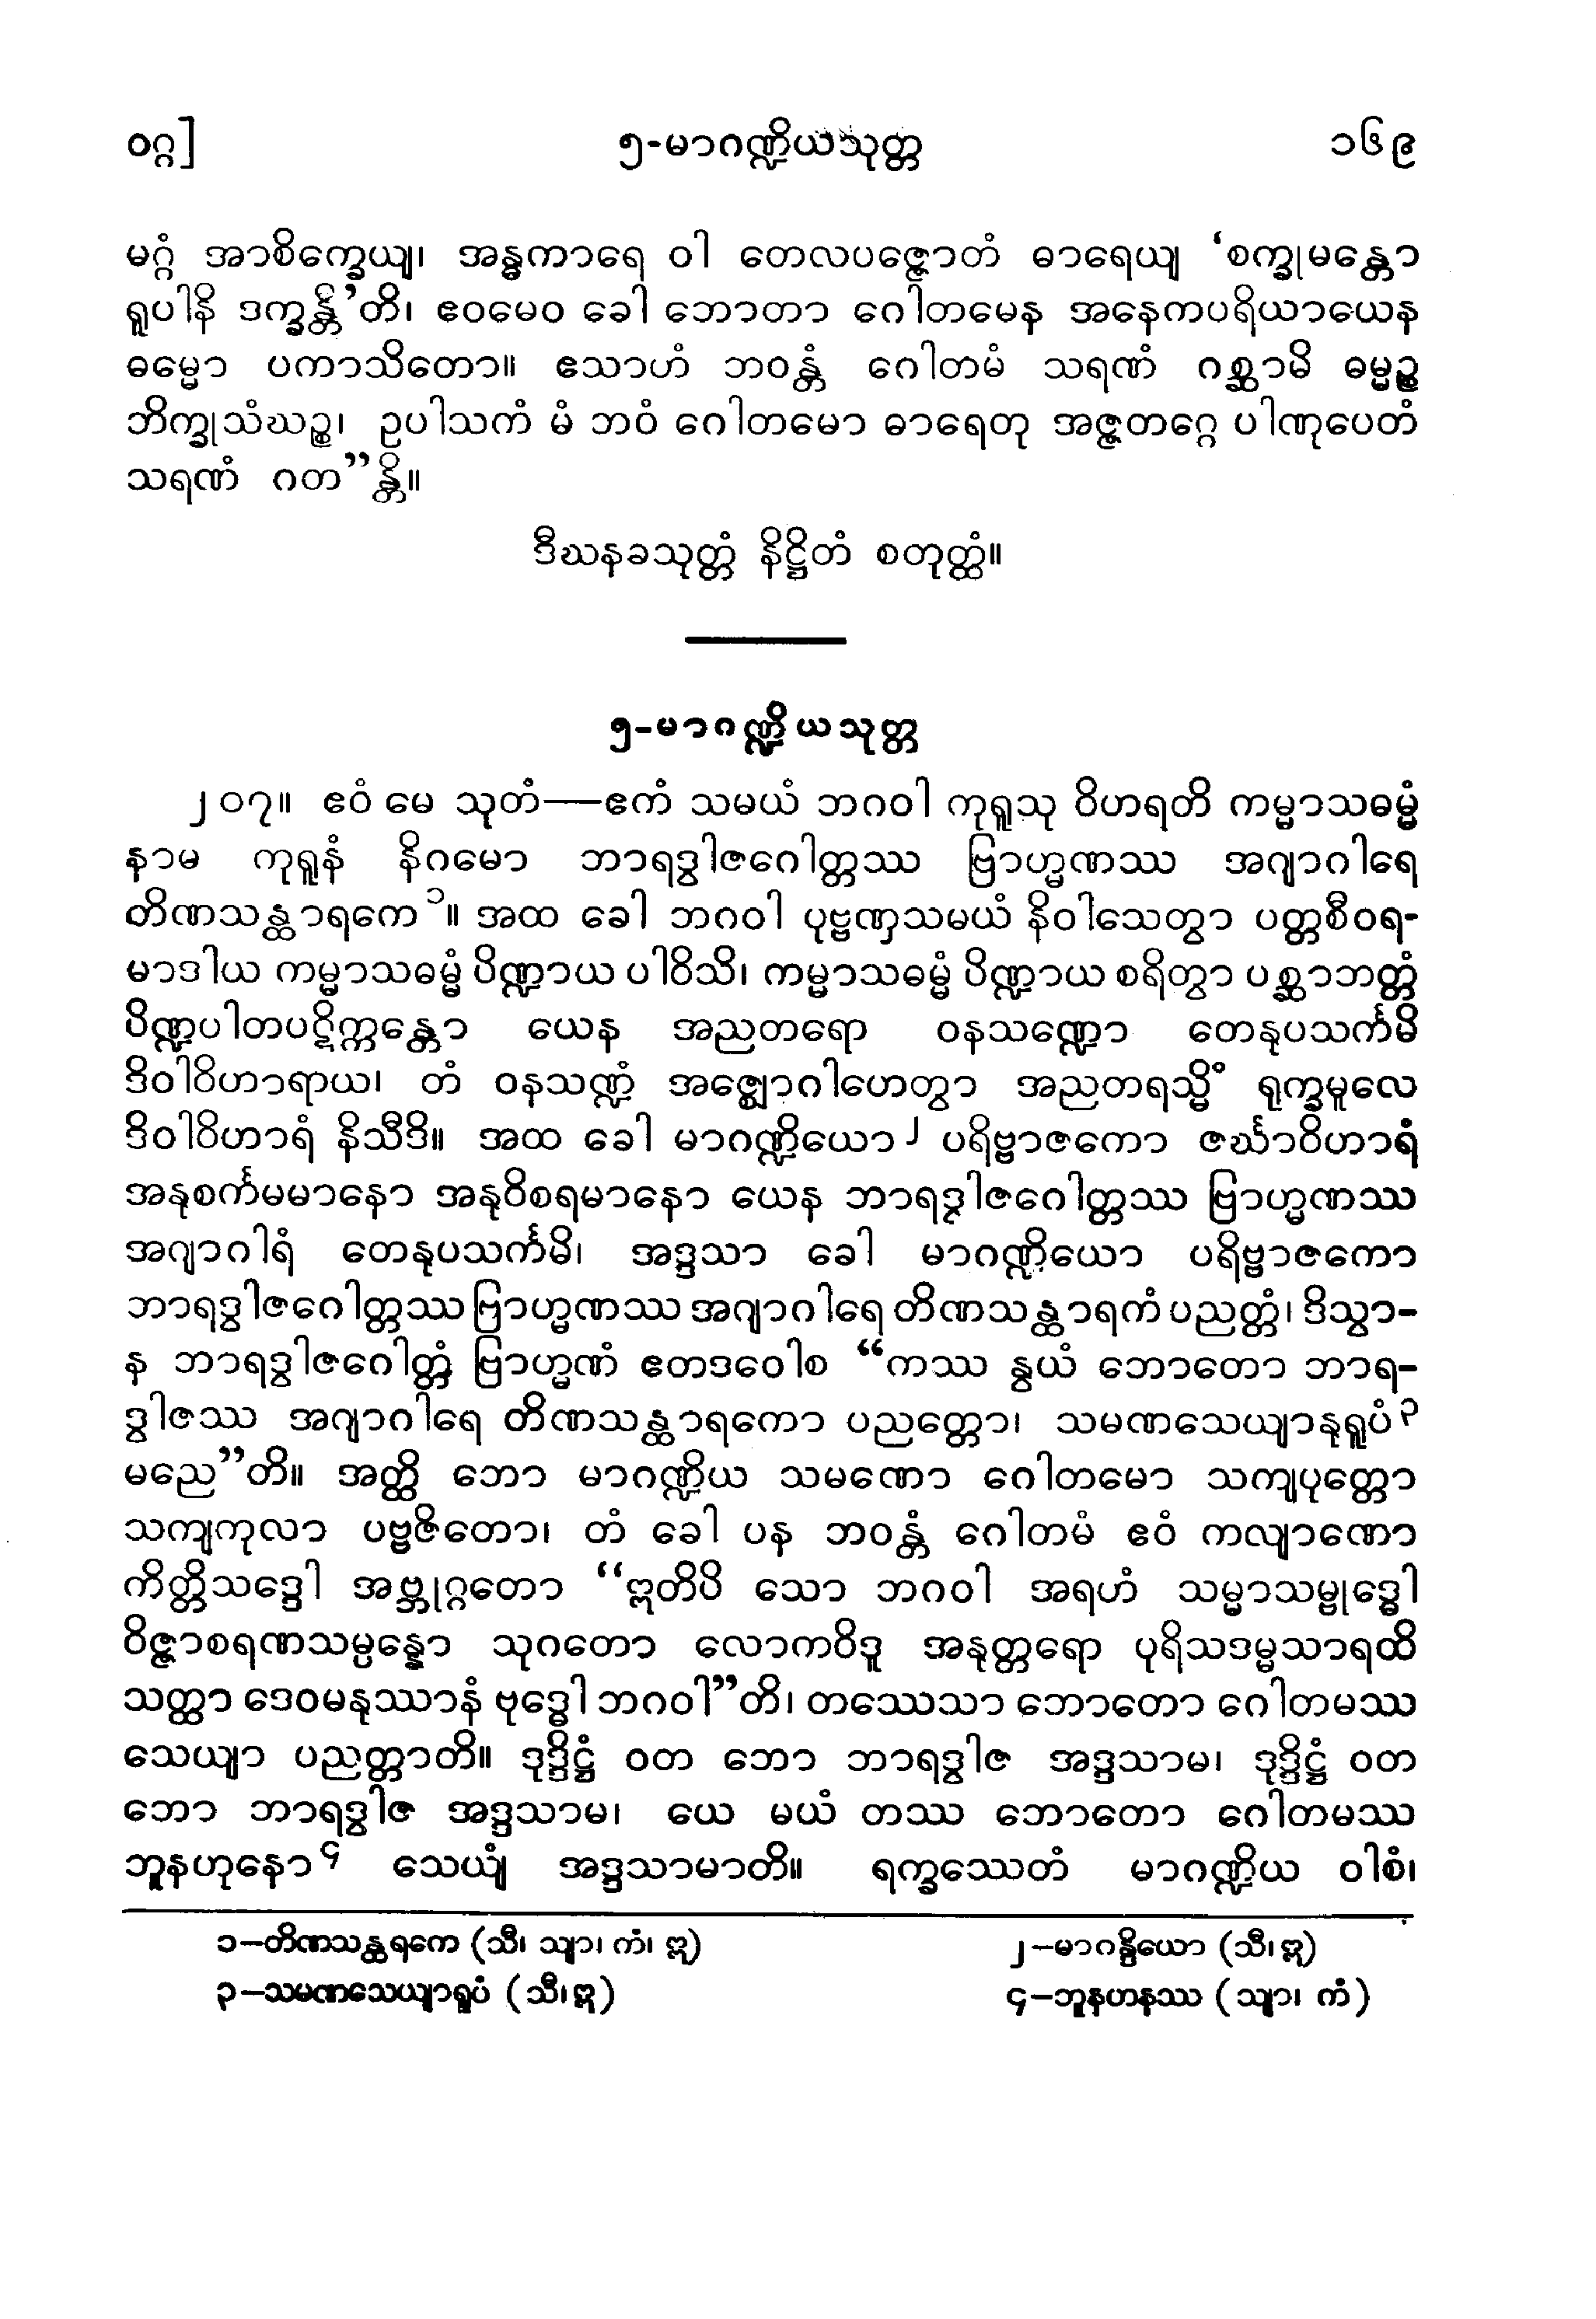 ဝဂ္ဂ] ၅-မာဂဏ္ဍိယသုတ္တ ၁၆၉
မဂ္ဂံ အာစိက္ခေယျ၊ အန္ဓကာရေ ဝါ တေလပဇ္ဇောတံ ဓာရေယျ ‘စက္ခုမန္တော
ရူပါနိ ဒက္ခန္တီ’တိ၊ ဧဝမေဝ ခေါ ဘောတာ ဂေါတမေန အနေကပရိယာယေန
ဓမ္မော ပကာသိတော။ ဧသာဟံ ဘဝန္တံ ဂေါတမံ သရဏံ ဂစ္ဆာမိ ဓမ္မဉ္စ
ဘိက္ခုသံဃဉ္စ၊ ဥပါသကံ မံ ဘဝံ ဂေါတမော ဓာရေတု အဇ္ဇတဂ္ဂေ ပါဏုပေတံ
သရဏံ ဂတ”န္တိ။
ဒီဃနခသုတ္တံ နိဋ္ဌိတံ စတုတ္ထံ။
၅-မာဂဏ္ဍိယသုတ္တ
၂၀၇။ ဧဝံ မေ သုတံ—ဧကံ သမယံ ဘဂဝါ ကုရူသု ဝိဟရတိ ကမ္မာသဓမ္မံ
နာမ ကုရူနံ နိဂမော ဘာရဒွါဇဂေါတ္တဿ ဗြာဟ္မဏဿ အဂျာဂါရေ
တိဏသန္ထာရကေ၁။ အထ ခေါ ဘဂဝါ ပုဗ္ဗဏှသမယံ နိဝါသေတွာ ပတ္တစီဝရ-
မာဒါယ ကမ္မာသဓမ္မံ ပိဏ္ဍာယ ပါဝိသိ၊ ကမ္မာသဓမ္မံ ပိဏ္ဍာယ စရိတွာ ပစ္ဆာဘတ္တံ
ပိဏ္ဍပါတပဋိက္ကန္တော ယေန အညတရော ဝနသဏ္ဍော တေနုပသင်္ကမိ
ဒိဝါဝိဟာရာယ၊ တံ ဝနသဏ္ဍံ အဇ္ဈောဂါဟေတွာ အညတရသ္မိံ ရုက္ခမူလေ
ဒိဝါဝိဟာရံ နိသီဒိ။ အထ ခေါ မာဂဏ္ဍိယော၂ ပရိဗ္ဗာဇကော ဇင်္ဃာဝိဟာရံ
အနုစင်္ကမမာနော အနုဝိစရမာနော ယေန ဘာရဒွါဇဂေါတ္တဿ ဗြာဟ္မဏဿ
အဂျာဂါရံ တေနုပသင်္ကမိ၊ အဒ္ဒသာ ခေါ မာဂဏ္ဍိယော ပရိဗ္ဗာဇကော
ဘာရဒွါဇဂေါတ္တဿ ဗြာဟ္မဏဿ အဂျာဂါရေ တိဏသန္ထာရကံ ပညတ္တံ၊ ဒိသွာ-
န ဘာရဒွါဇဂေါတ္တံ ဗြာဟ္မဏံ ဧတဒဝေါစ “ကဿ နွယံ ဘောတော ဘာရ-
ဒွါဇဿ အဂျာဂါရေ တိဏသန္ထာရကော ပညတ္တော၊ သမဏသေယျာနုရူပံ၃
မညေ”တိ။ အတ္ထိ ဘော မာဂဏ္ဍိယ သမဏော ဂေါတမော သကျပုတ္တော
သကျကုလာ ပဗ္ဗဇိတော၊ တံ ခေါ ပန ဘဝန္တံ ဂေါတမံ ဧဝံ ကလျာဏော
ကိတ္တိသဒ္ဒေါ အဗ္ဘုဂ္ဂတော “ဣတိပိ သော ဘဂဝါ အရဟံ သမ္မာသမ္ဗုဒ္ဓေါ
ဝိဇ္ဇာစရဏသမ္ပန္နော သုဂတော လောကဝိဒူ အနုတ္တရော ပုရိသဒမ္မသာရထိ
သတ္ထာ ဒေဝမနုဿာနံ ဗုဒ္ဓေါ ဘဂဝါ”တိ၊ တဿေသာ ဘောတော ဂေါတမဿ
သေယျာ ပညတ္တာတိ။ ဒုဒ္ဒိဋ္ဌံ ဝတ ဘော ဘာရဒွါဇ အဒ္ဒသာမ၊ ဒုဒ္ဒိဋ္ဌံ ဝတ
ဘော ဘာရဒွါဇ အဒ္ဒသာမ၊ ယေ မယံ တဿ ဘောတော ဂေါတမဿ
ဘူနဟုနော၄ သေယျံ အဒ္ဒသာမာတိ။ ရက္ခဿေတံ မာဂဏ္ဍိယ ဝါစံ၊
၁—တိဏသန္ထရကေ (သီ၊ သျာ၊ ကံ၊ ဣ) ၂—မာဂန္ဒိယော (သီ၊ ဣ)
၃—သမဏသေယျာရူပံ (သီ၊ ဣ) ၄—ဘူနဟနဿ (သျာ၊ ကံ)